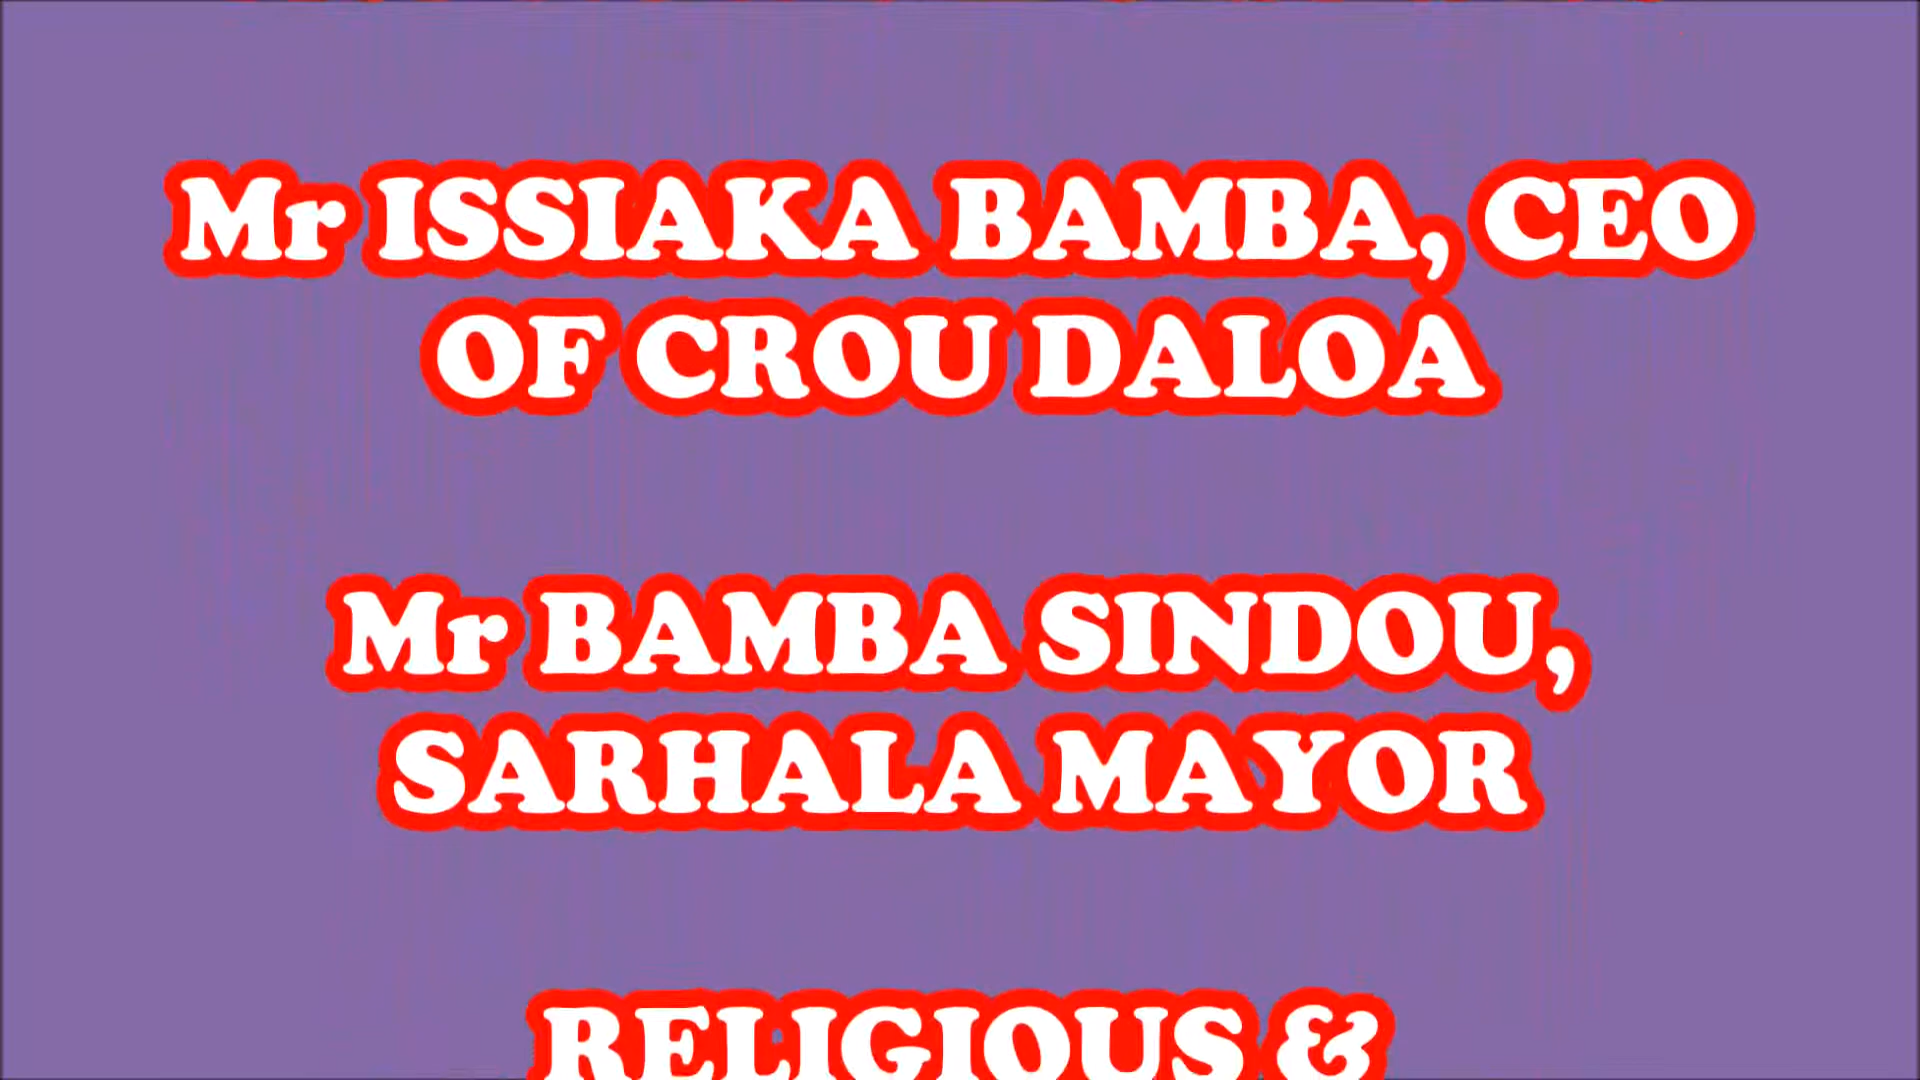 Mr ISSIAKA BAMBA, CEO
OF CROU DALOA
Mr BAMBA SINDOU,
SARHALA MAYOR
RELIGIOUS &